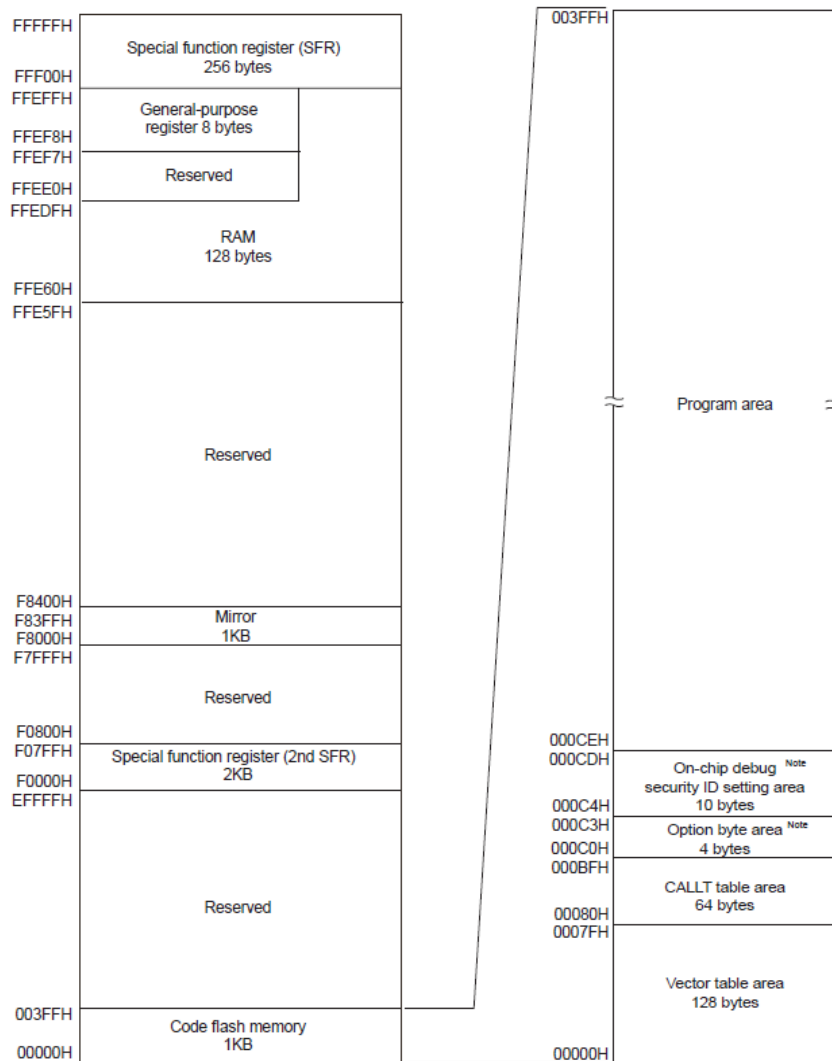 FFFFFH
Special function register (SFR)
256 bytes
FFF00H
FFEFFH
General-purpose
register 8 bytes
FFEF8H
FFEF7H
Reserved
FFEE0H
FFEDFH
RAM
128 bytes
FFE60H
FFE5FH
Reserved
F8400H
F83FFH
Mirror
1KB
F8000H
F7FFFH
Reserved
F0800H
F07FFH
Special function register (2nd SFR)
2KB
F0000H
EFFFFH
Reserved
003FFH
Code flash memory
1KB
00000H
003FFH
Program area
000CEH
000CDH
On-chip debug Note
security ID setting area
10 bytes
000C4H
000C3H
Option byte area Note
4 bytes
000C0H
000BFH
CALLT table area
64 bytes
00080H
0007FH
Vector table area
128 bytes
00000H